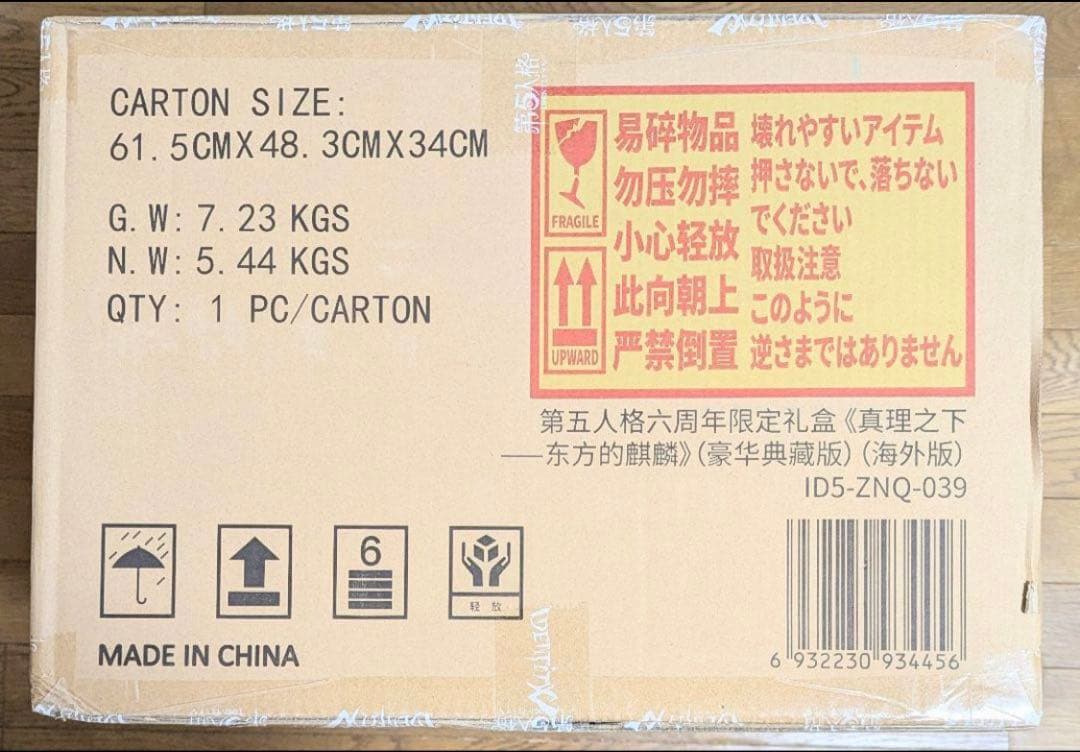 CARTON SIZE:
61.5CMX48.3CMX34CM
G.W: 7.23 KGS
N.W: 5.44 KGS
QTY: 1 PC/CARTON
第5人格
FRAGILE
UPWARD
易碎物品
勿压勿摔
小心轻放
此向朝上
严禁倒置
壊れやすいアイテム
押さないで、落ちない
でください
取扱注意
このように
逆さまではありません
第五人格六周年限定礼盒《真理之下
——东方的麒麟》（豪华典藏版）（海外版）
ID5-ZNQ-039
6
轻放
MADE IN CHINA
6 932230 934456